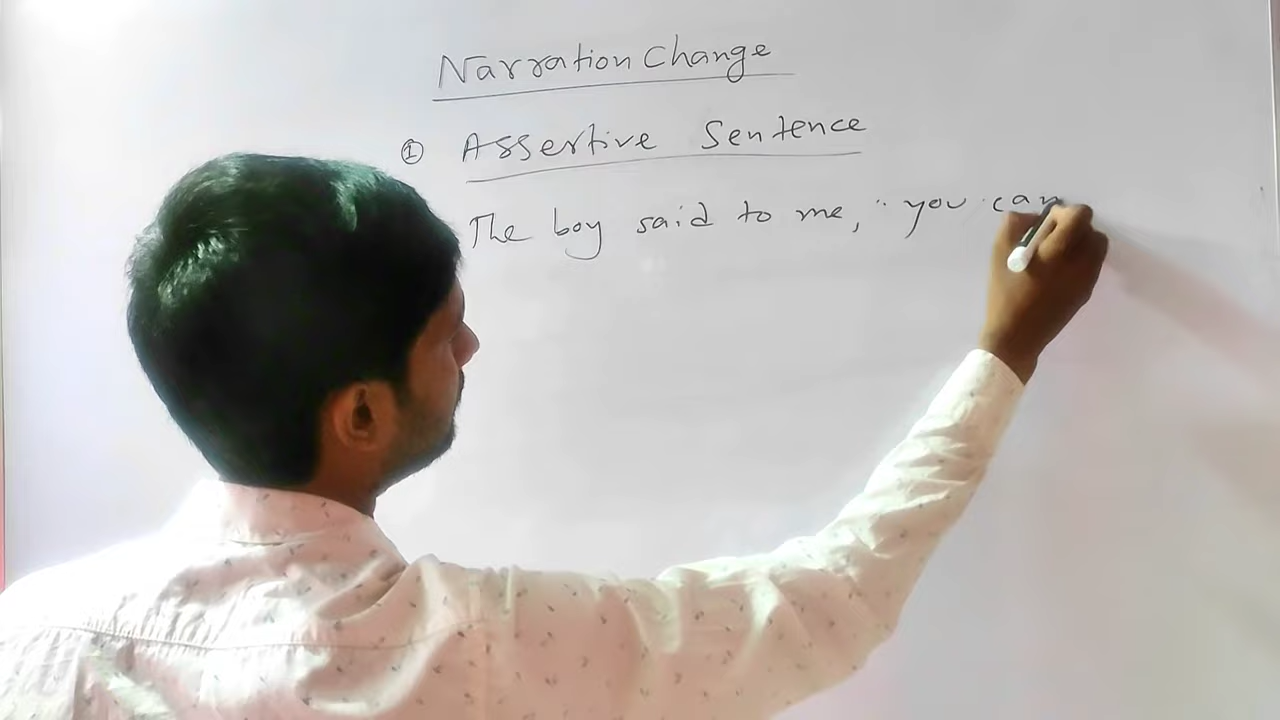 Narration Change
① Assertive Sentence
The boy said to me, "you can